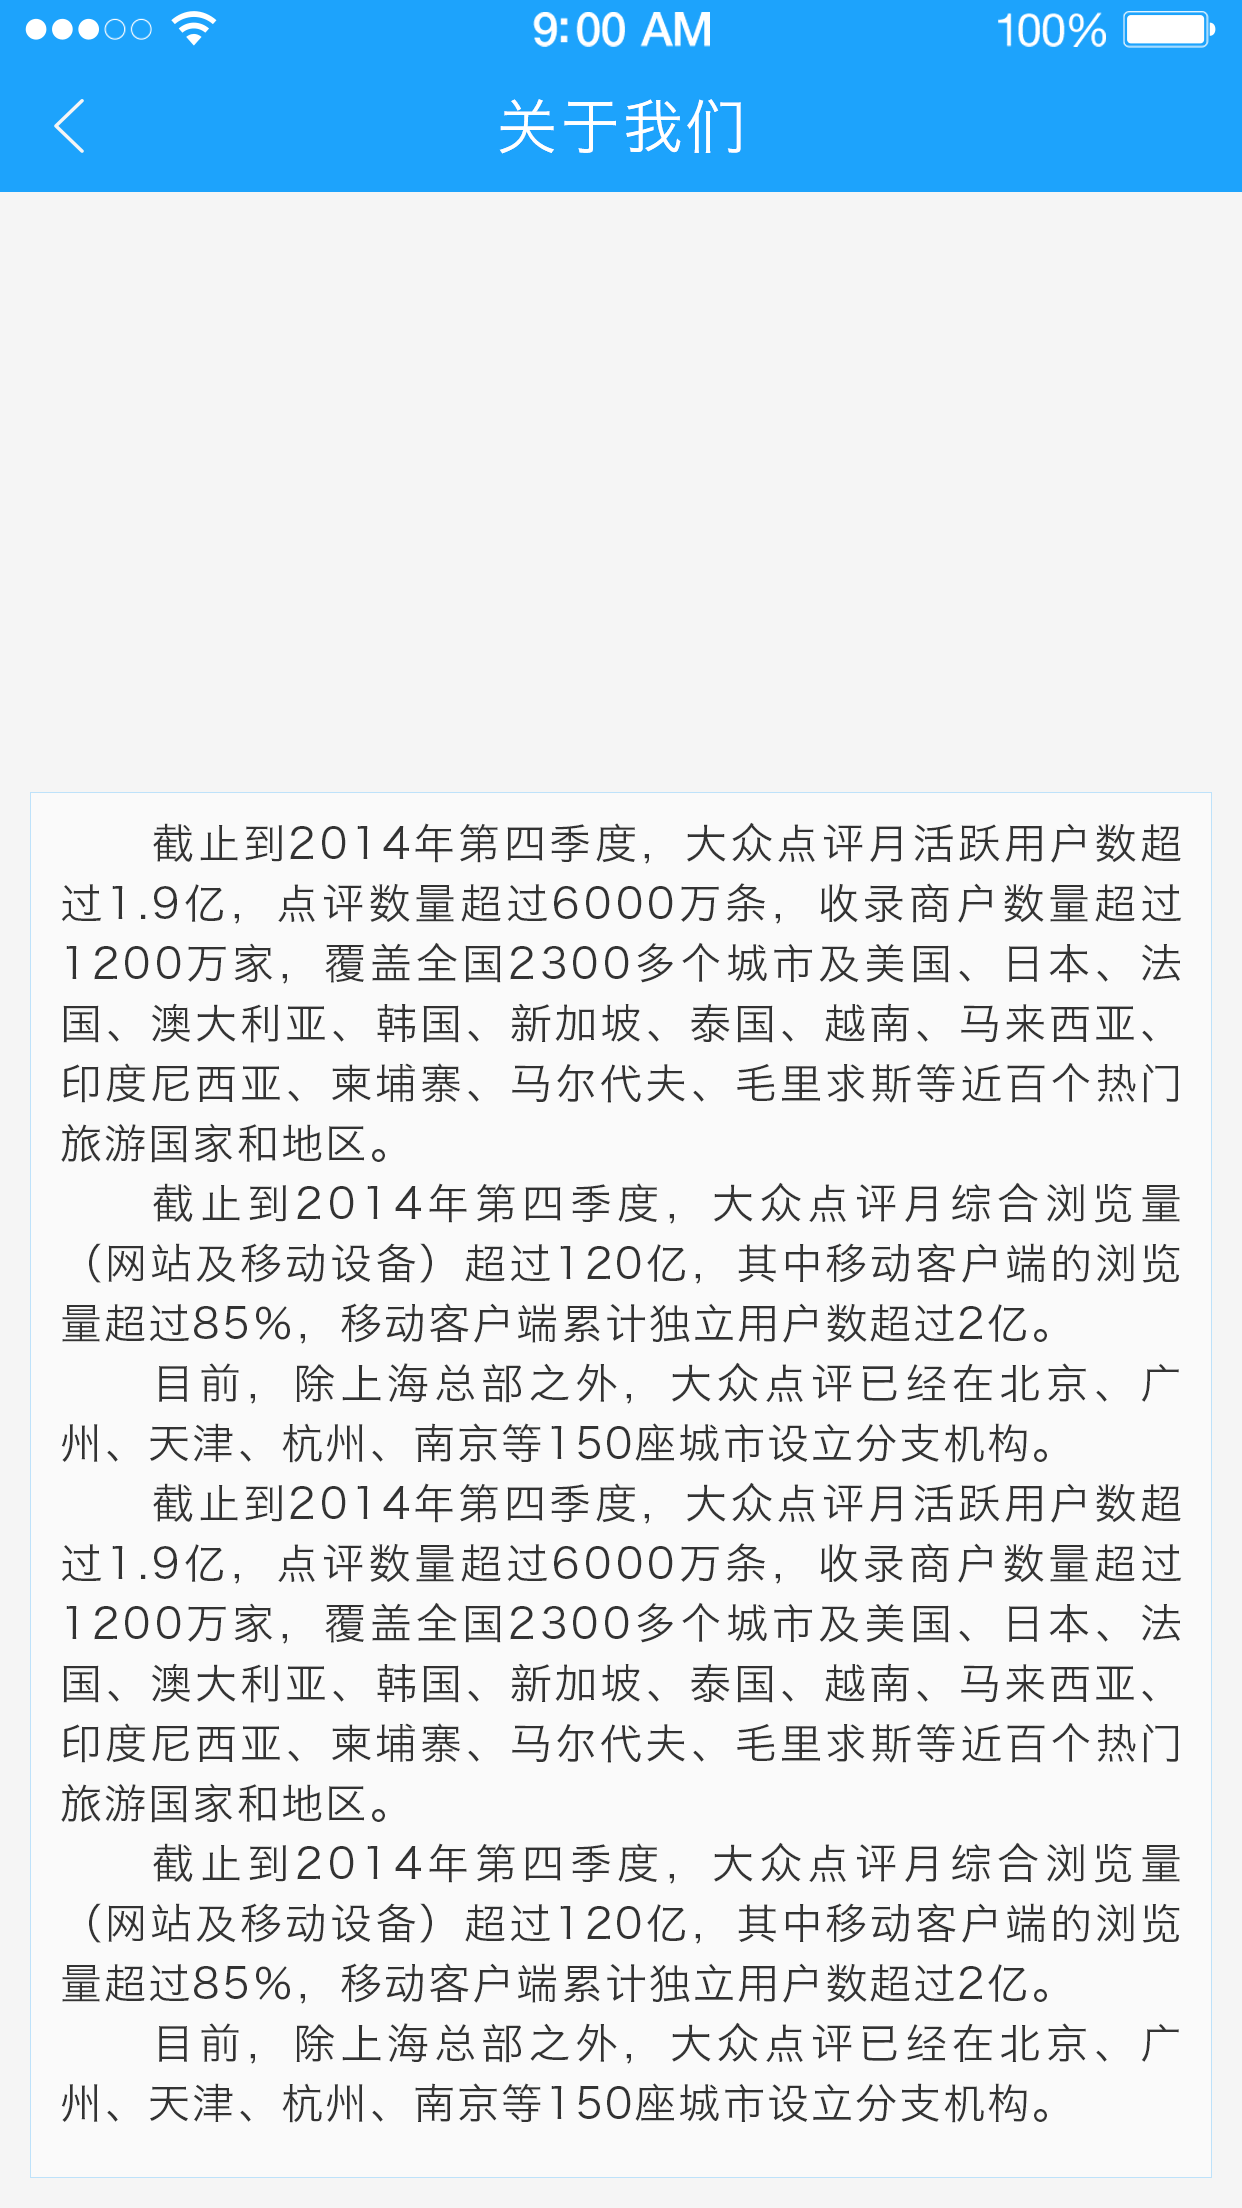 9:00 AM
100%
关于我们
截止到2014年第四季度，大众点评月活跃用户数超
过1.9亿，点评数量超过6000万条，收录商户数量超过
1200万家，覆盖全国2300多个城市及美国、日本、法
国、澳大利亚、韩国、新加坡、泰国、越南、马来西亚、
印度尼西亚、柬埔寨、马尔代夫、毛里求斯等近百个热门
旅游国家和地区。
截止到2014年第四季度，大众点评月综合浏览量
（网站及移动设备）超过120亿，其中移动客户端的浏览
量超过85%，移动客户端累计独立用户数超过2亿。
目前，除上海总部之外，大众点评已经在北京、广
州、天津、杭州、南京等150座城市设立分支机构。
截止到2014年第四季度，大众点评月活跃用户数超
过1.9亿，点评数量超过6000万条，收录商户数量超过
1200万家，覆盖全国2300多个城市及美国、日本、法
国、澳大利亚、韩国、新加坡、泰国、越南、马来西亚、
印度尼西亚、柬埔寨、马尔代夫、毛里求斯等近百个热门
旅游国家和地区。
截止到2014年第四季度，大众点评月综合浏览量
（网站及移动设备）超过120亿，其中移动客户端的浏览
量超过85%，移动客户端累计独立用户数超过2亿。
目前，除上海总部之外，大众点评已经在北京、广
州、天津、杭州、南京等150座城市设立分支机构。